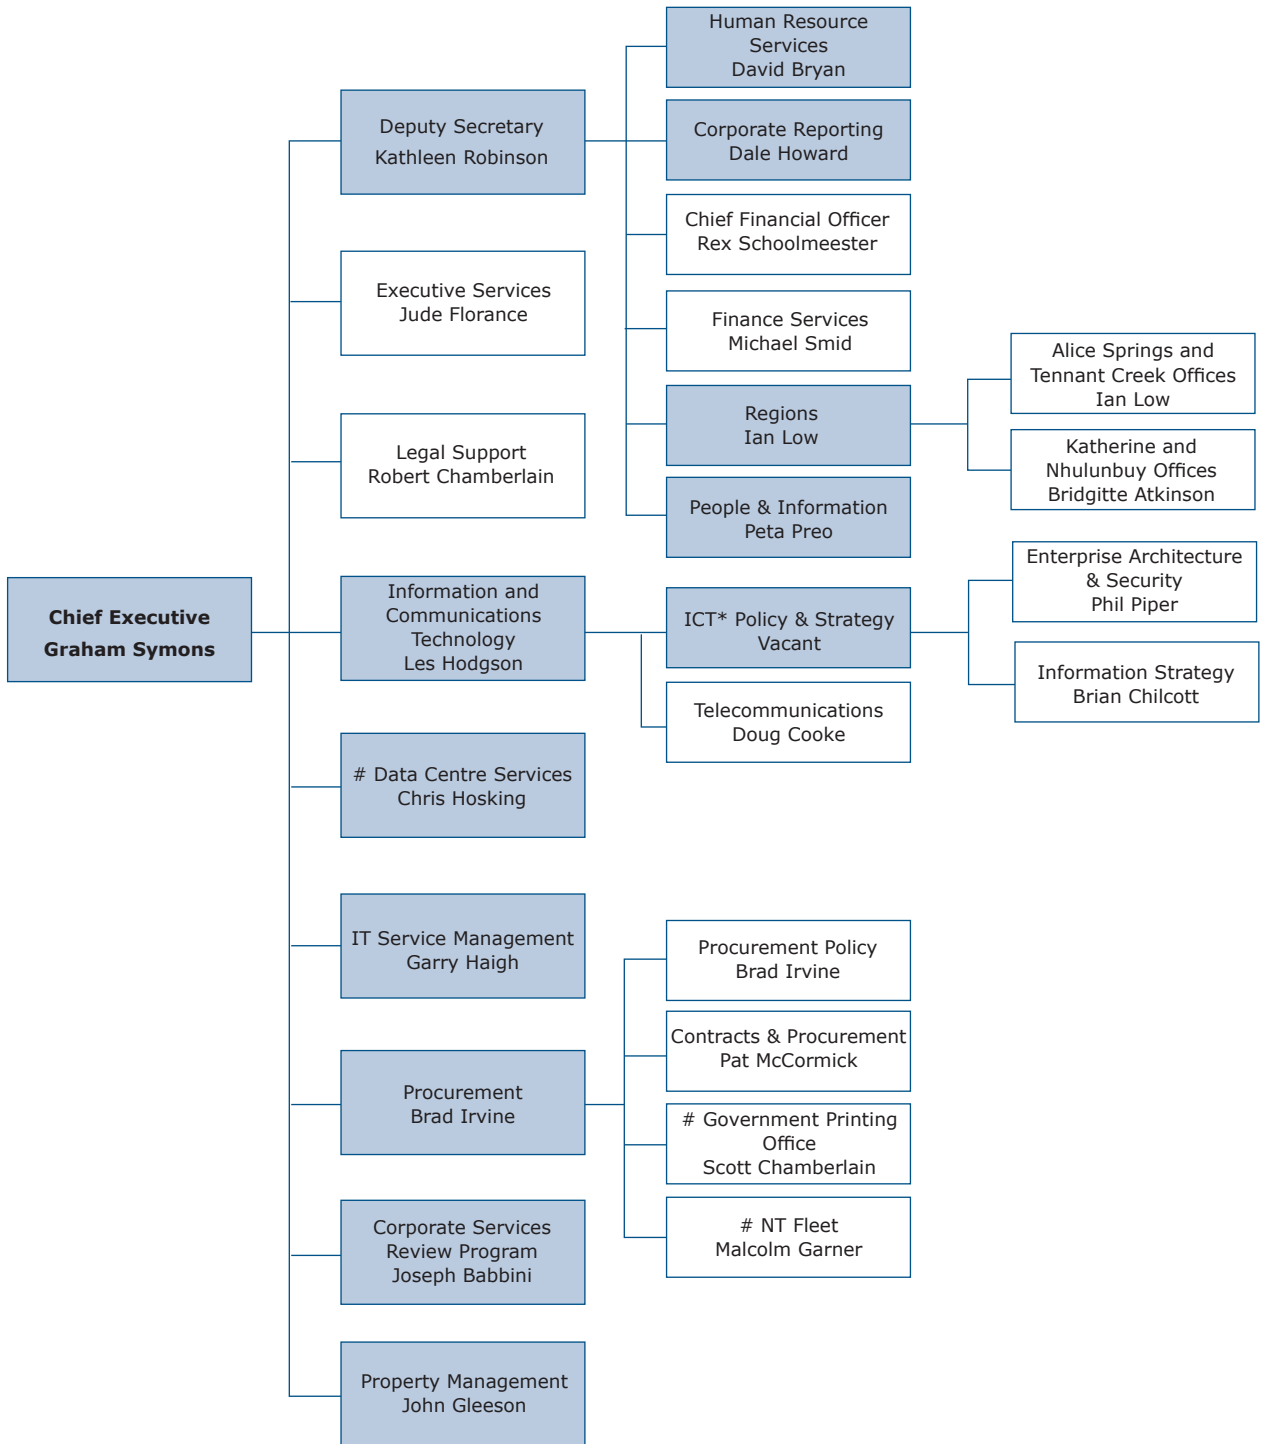 Human Resource
Services
David Bryan
Deputy Secretary
Kathleen Robinson
Corporate Reporting
Dale Howard
Chief Financial Officer
Rex Schoolmeester
Executive Services
Jude Florance
Finance Services
Michael Smid
Alice Springs and
Tennant Creek Offices
Ian Low
Regions
Ian Low
Legal Support
Robert Chamberlain
Katherine and
Nhulunbuy Offices
Bridgitte Atkinson
People & Information
Peta Preo
Chief Executive
Graham Symons
Information and
Communications
Technology
Les Hodgson
ICT* Policy & Strategy
Vacant
Enterprise Architecture
& Security
Phil Piper
Information Strategy
Brian Chilcott
Telecommunications
Doug Cooke
# Data Centre Services
Chris Hosking
IT Service Management
Garry Haigh
Procurement Policy
Brad Irvine
Contracts & Procurement
Pat McCormick
Procurement
Brad Irvine
# Government Printing
Office
Scott Chamberlain
# NT Fleet
Malcolm Garner
Corporate Services
Review Program
Joseph Babbini
Property Management
John Gleeson